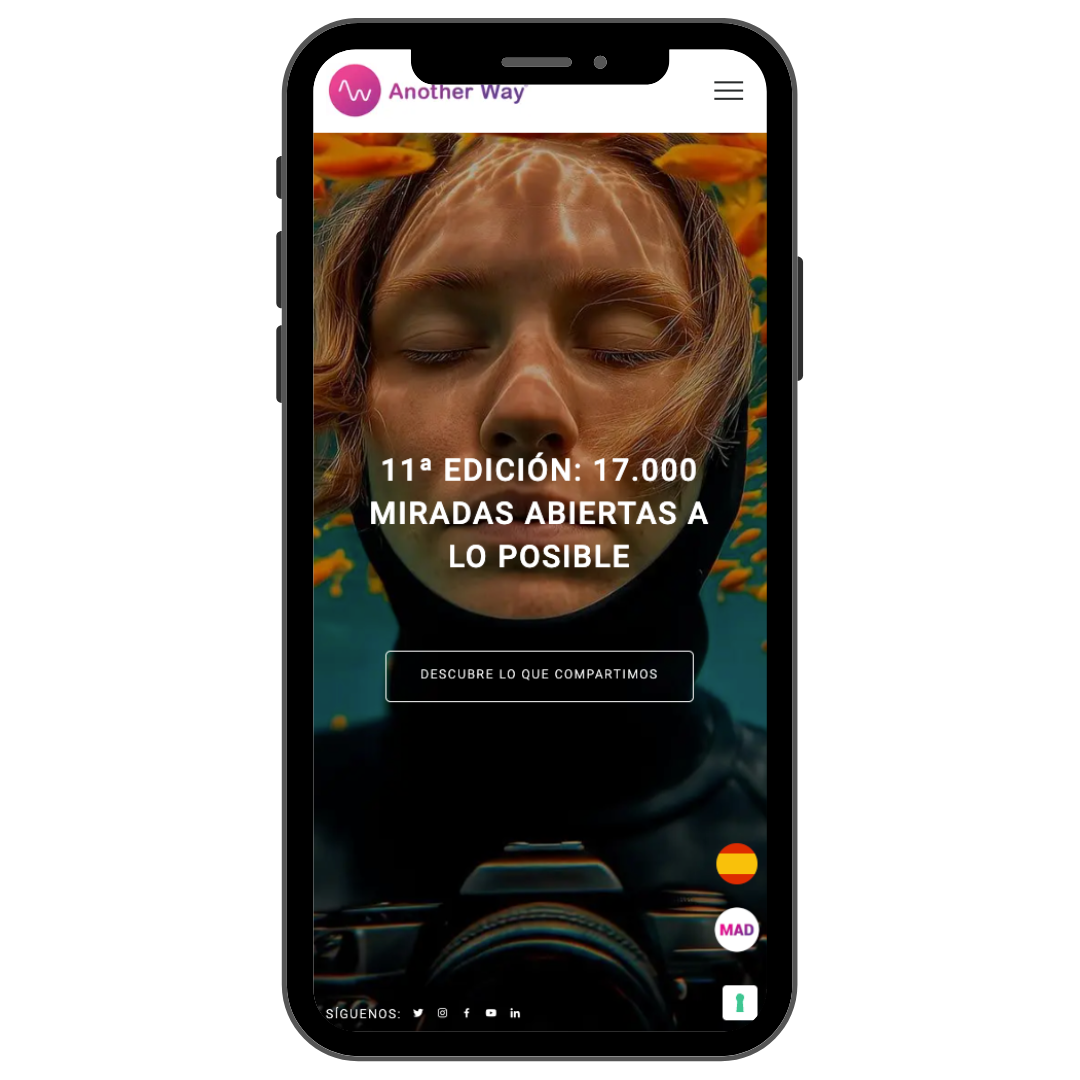 Another Way
11ª EDICIÓN: 17.000
MIRADAS ABIERTAS A
LO POSIBLE
DESCUBRE LO QUE COMPARTIMOS
MAD
SÍGUENOS: